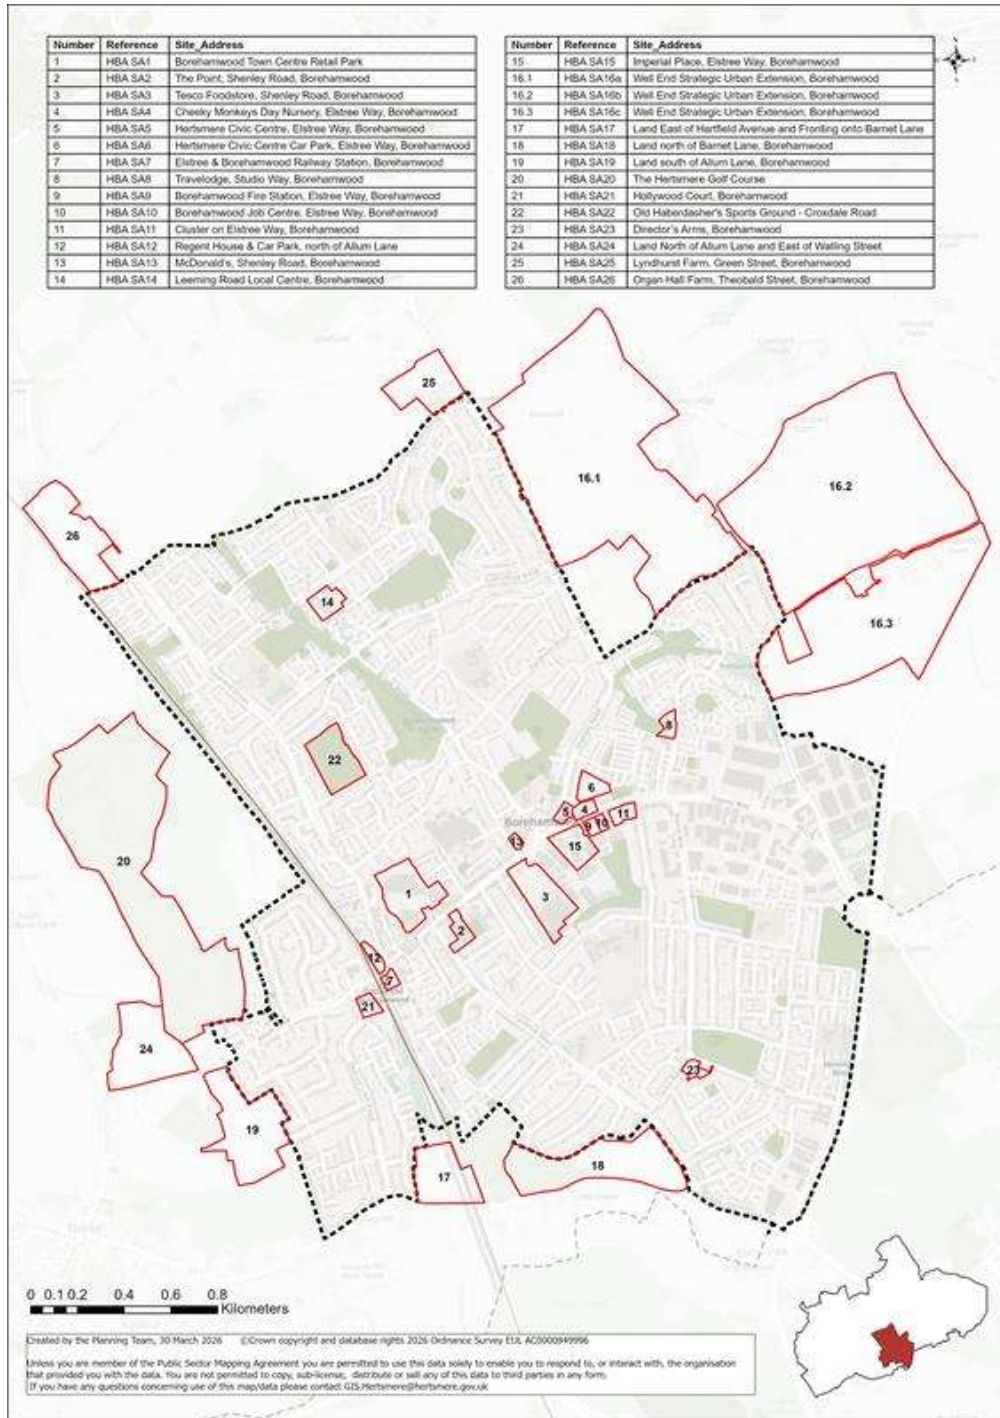 Number Reference Site_Address
1 HBA SA1 Borehamwood Town Centre Retail Park
2 HBA SA2 The Point, Shenley Road, Borehamwood
3 HBA SA3 Tesco Foodstore, Shenley Road, Borehamwood
4 HBA SA4 Cheeky Monkeys Day Nursery, Elstree Way, Borehamwood
5 HBA SA5 Hertsmere Civic Centre, Elstree Way, Borehamwood
6 HBA SA6 Hertsmere Civic Centre Car Park, Elstree Way, Borehamwood
7 HBA SA7 Elstree & Borehamwood Railway Station, Borehamwood
8 HBA SA8 Travelodge, Studio Way, Borehamwood
9 HBA SA9 Borehamwood Fire Station, Elstree Way, Borehamwood
10 HBA SA10 Borehamwood Job Centre, Elstree Way, Borehamwood
11 HBA SA11 Cluster on Elstree Way, Borehamwood
12 HBA SA12 Regent House & Car Park, north of Allum Lane
13 HBA SA13 McDonald's, Shenley Road, Borehamwood
14 HBA SA14 Leeming Road Local Centre, Borehamwood
Number Reference Site_Address
15 HBA SA15 Imperial Place, Elstree Way, Borehamwood
16.1 HBA SA16a Well End Strategic Urban Extension, Borehamwood
16.2 HBA SA16b Well End Strategic Urban Extension, Borehamwood
16.3 HBA SA16c Well End Strategic Urban Extension, Borehamwood
17 HBA SA17 Land East of Hartfield Avenue and Fronting onto Barnet Lane
18 HBA SA18 Land north of Barnet Lane, Borehamwood
19 HBA SA19 Land south of Allum Lane, Borehamwood
20 HBA SA20 The Hertsmere Golf Course
21 HBA SA21 Hollywood Court, Borehamwood
22 HBA SA22 Old Haberdasher's Sports Ground - Croxdale Road
23 HBA SA23 Director's Arms, Borehamwood
24 HBA SA24 Land North of Allum Lane and East of Watling Street
25 HBA SA25 Lyndhurst Farm, Green Street, Borehamwood
26 HBA SA26 Organ Hall Farm, Theobald Street, Borehamwood
25
16.1
16.2
26
14
16.3
8
22
6
5
4
11
9
10
13
15
20
1
3
2
12
7
21
24
23
19
18
17
0 0.1 0.2 0.4 0.6 0.8
Kilometers
Created by the Planning Team, 30 March 2026 ©Crown copyright and database rights 2026 Ordnance Survey EUL AC0000849996
Unless you are member of the Public Sector Mapping Agreement you are permitted to use this data solely to enable you to respond to, or interact with, the organisation
that provided you with the data. You are not permitted to copy, sub-license, distribute or sell any of this data to third parties in any form.
If you have any questions concerning use of this map/data please contact GIS.Hertsmere@hertsmere.gov.uk